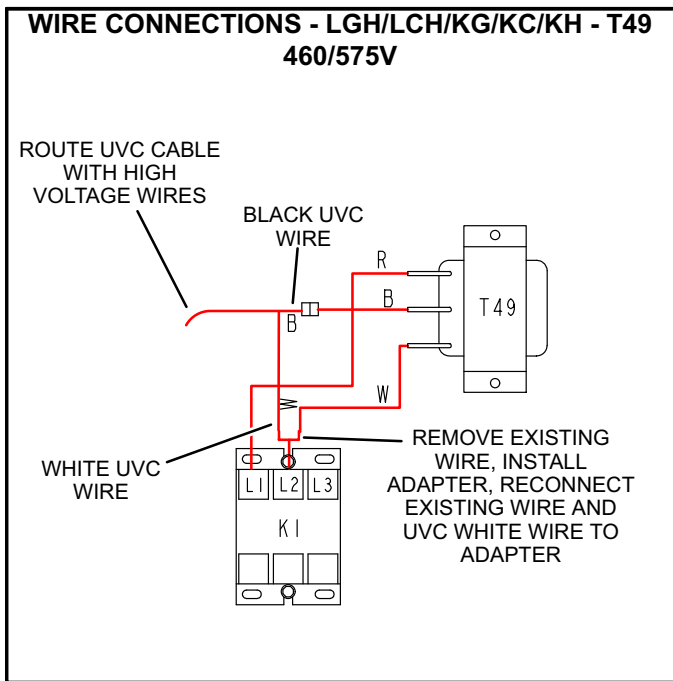 WIRE CONNECTIONS - LGH/LCH/KG/KC/KH - T49
460/575V
ROUTE UVC CABLE
WITH HIGH
VOLTAGE WIRES
BLACK UVC
WIRE
R
B
B
T49
W
W
WHITE UVC
WIRE
L1 L2 L3
K1
REMOVE EXISTING
WIRE, INSTALL
ADAPTER, RECONNECT
EXISTING WIRE AND
UVC WHITE WIRE TO
ADAPTER